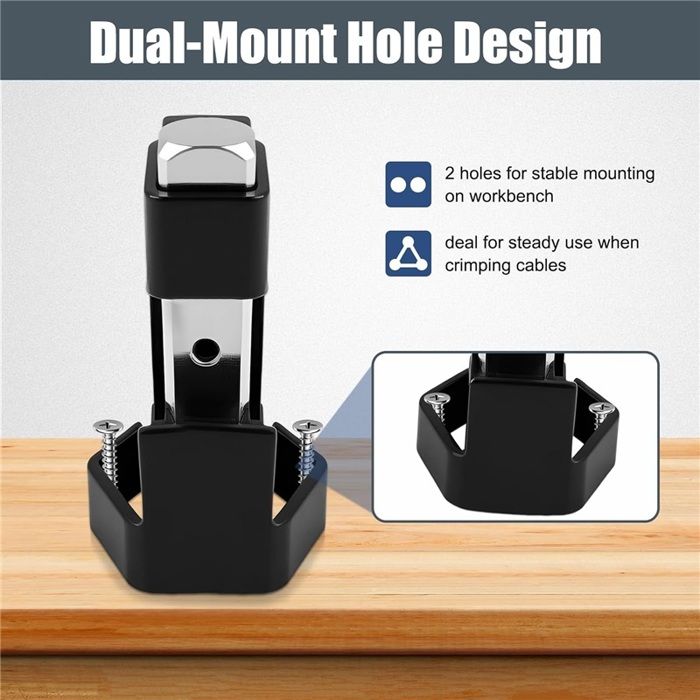 Dual-Mount Hole Design
2 holes for stable mounting
on workbench
deal for steady use when
crimping cables